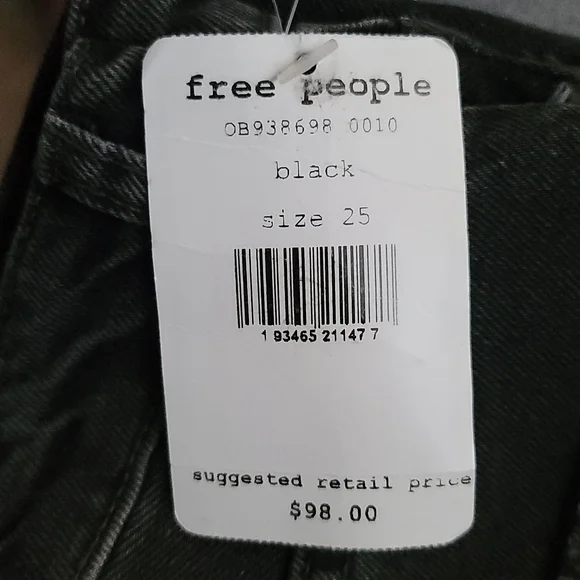 free people
OB938698 0010
black
size 25
1 93465 21147 7
suggested retail price
$98.00